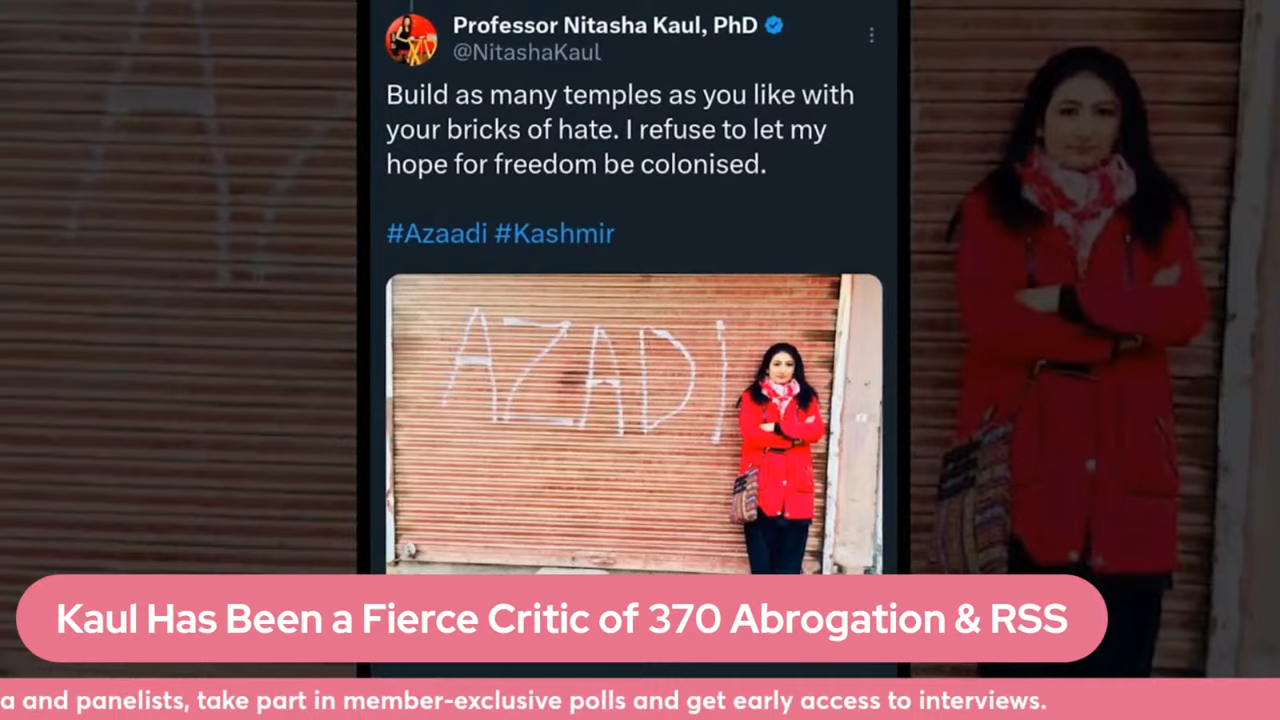 Professor Nitasha Kaul, PhD
@NitashaKaul
Build as many temples as you like with
your bricks of hate. I refuse to let my
hope for freedom be colonised.
#Azaadi #Kashmir
AZADI
Kaul Has Been a Fierce Critic of 370 Abrogation & RSS
a and panelists, take part in member-exclusive polls and get early access to interviews.